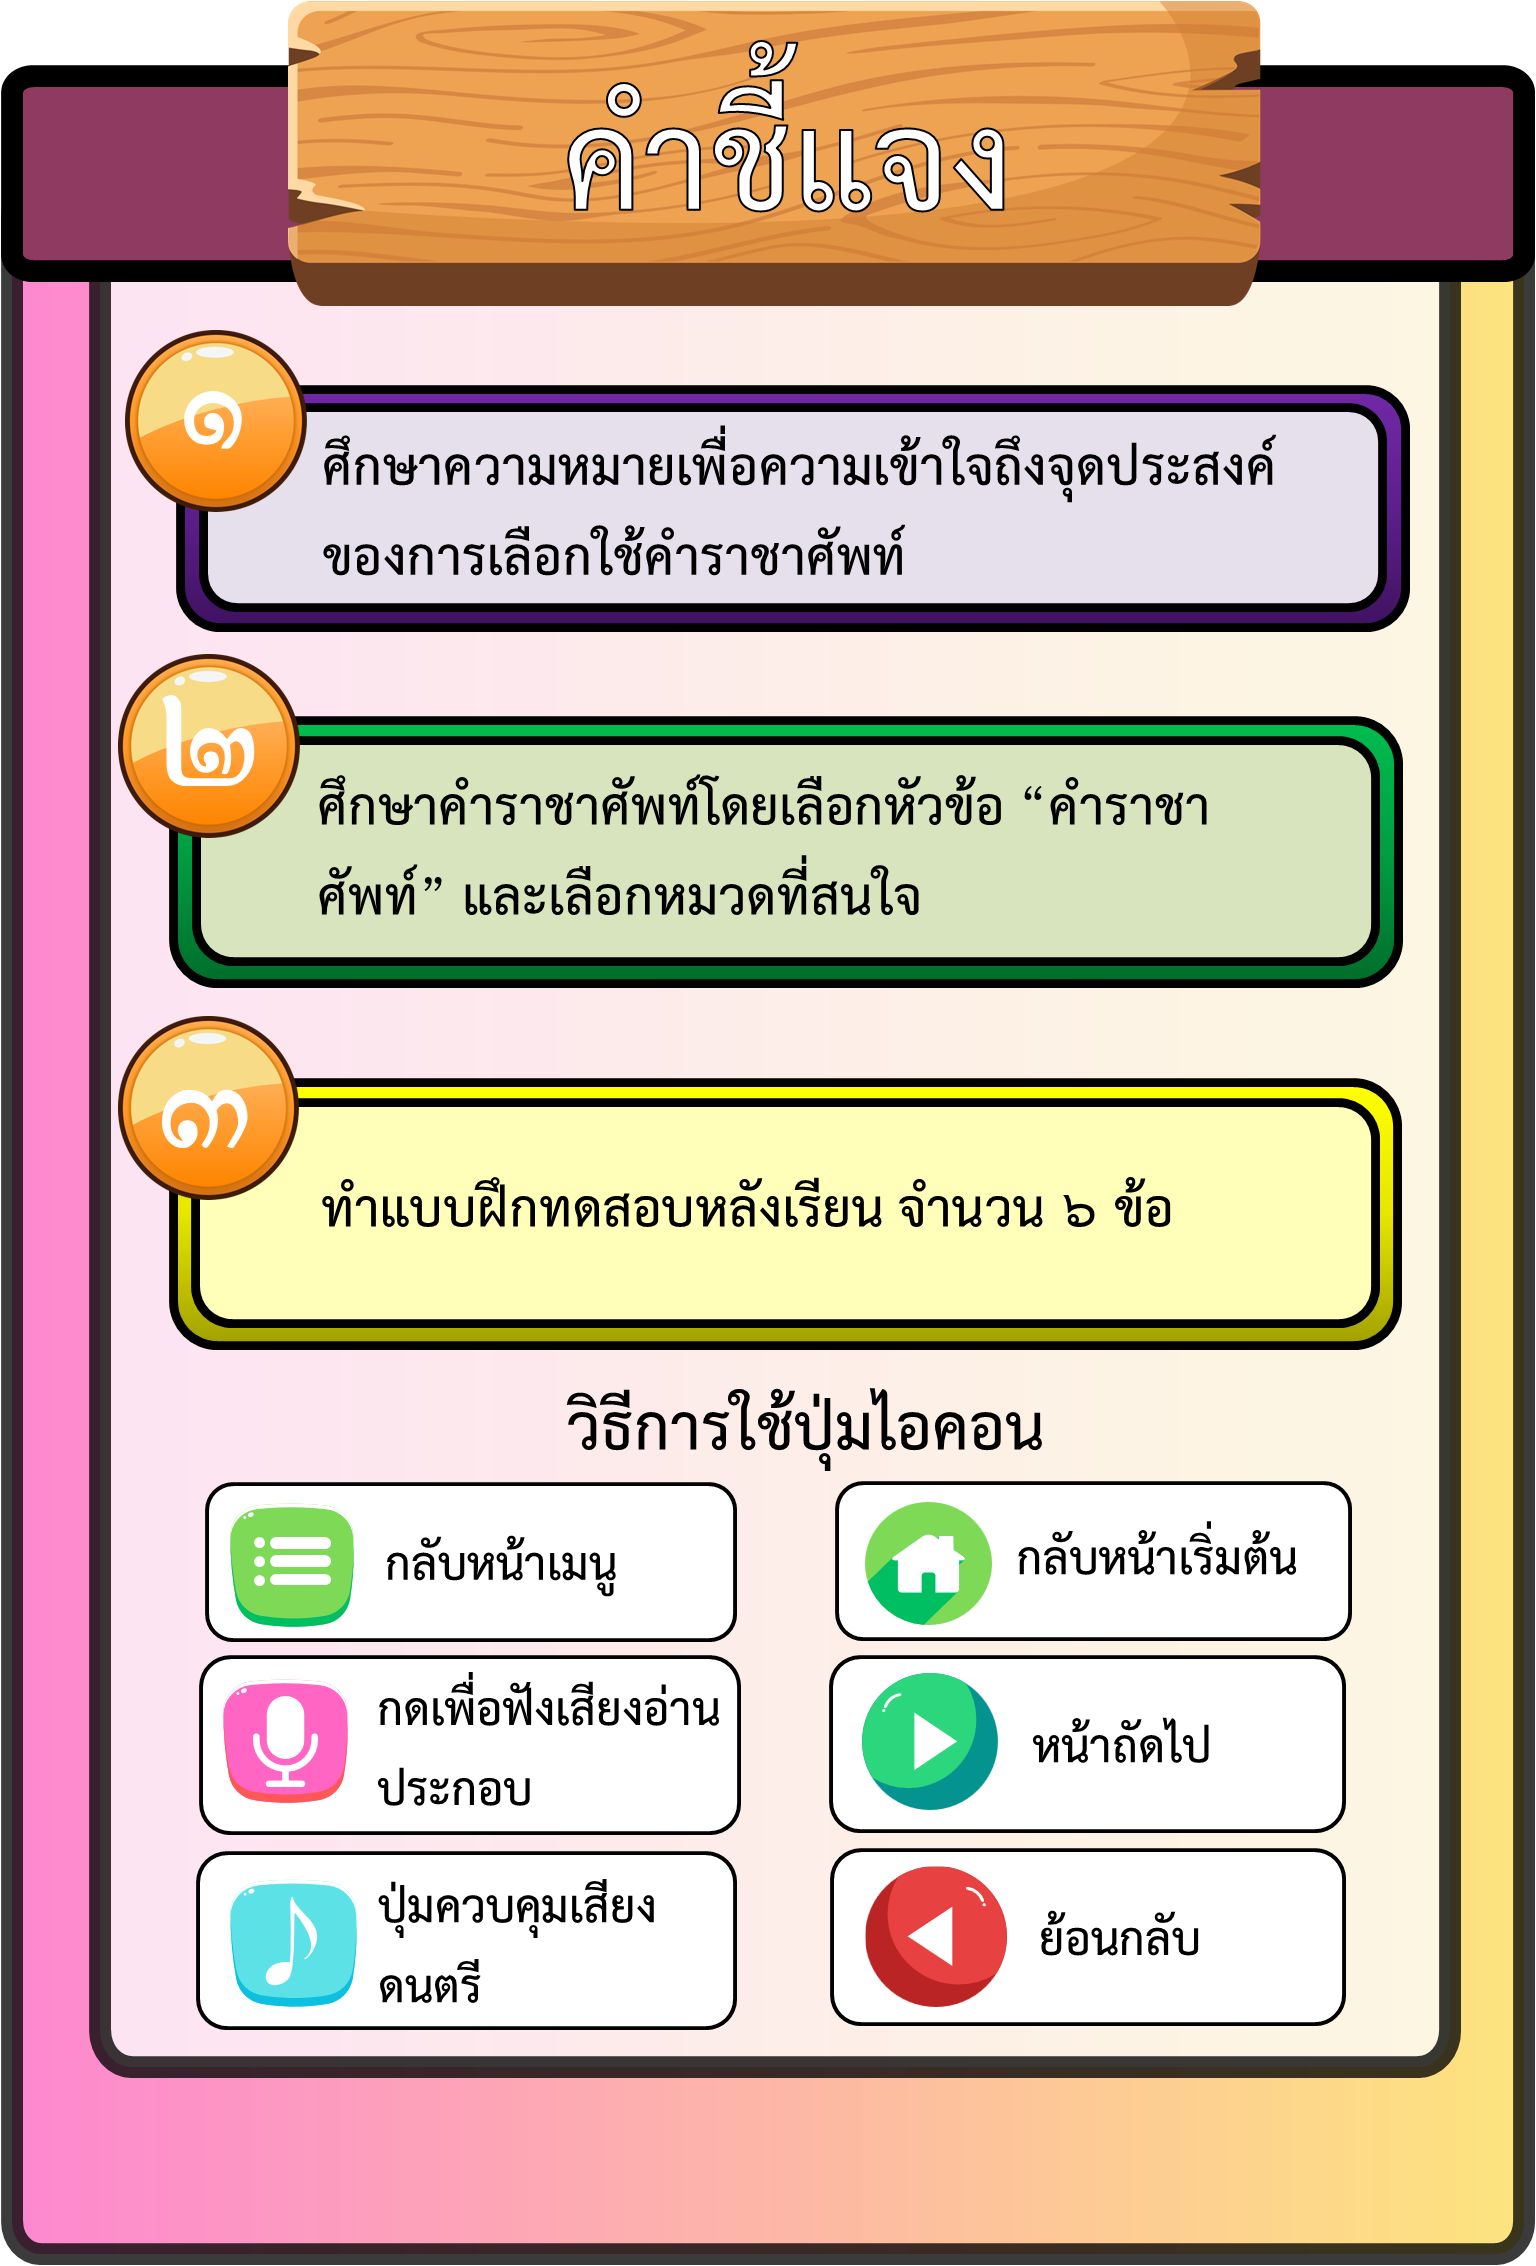 คำชี้แจง
๑
ศึกษาความหมายเพื่อความเข้าใจถึงจุดประสงค์
ของการเลือกใช้คำราชาศัพท์
๒
ศึกษาคำราชาศัพท์โดยเลือกหัวข้อ “คำราชา
ศัพท์” และเลือกหมวดที่สนใจ
๓
ทำแบบฝึกทดสอบหลังเรียน จำนวน ๖ ข้อ
วิธีการใช้ปุ่มไอคอน
กลับหน้าเมนู
กลับหน้าเริ่มต้น
กดเพื่อฟังเสียงอ่าน
ประกอบ
หน้าถัดไป
ปุ่มควบคุมเสียง
ดนตรี
ย้อนกลับ